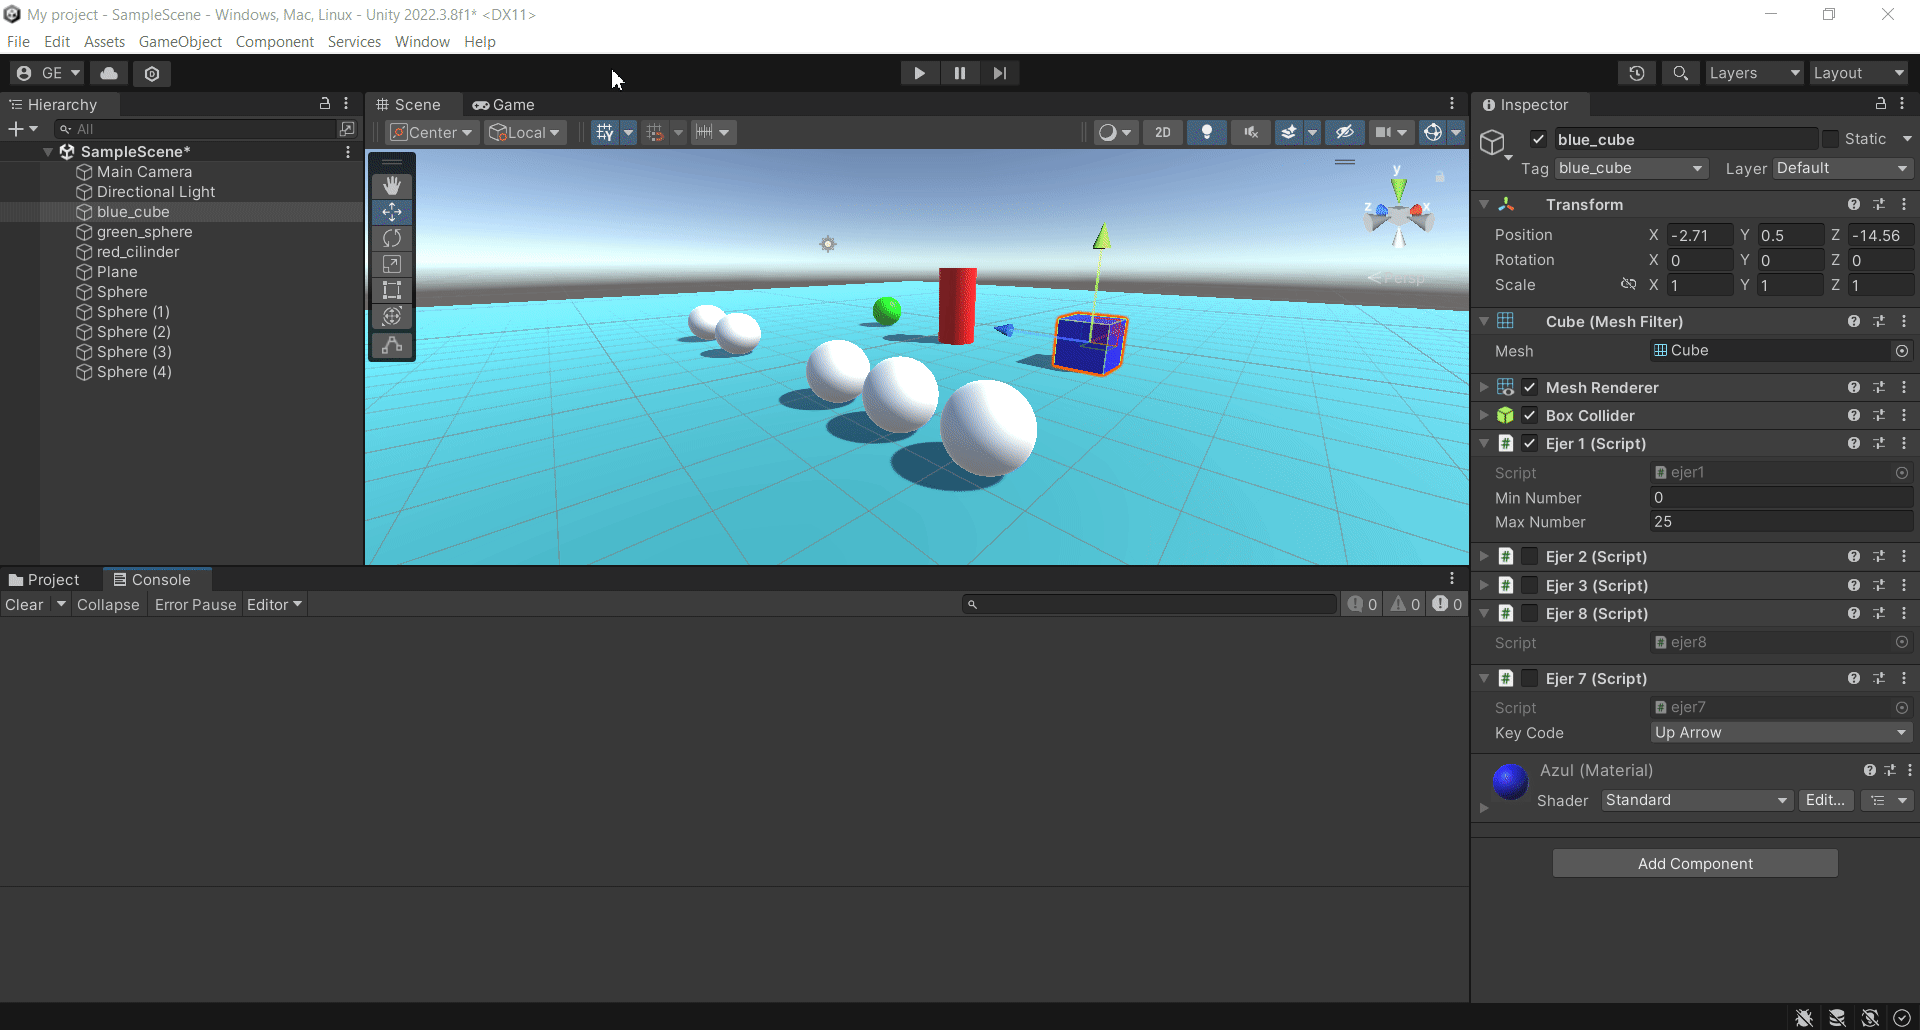 My project - SampleScene - Windows, Mac, Linux - Unity 2022.3.8f1* <DX11>
File Edit Assets GameObject Component Services Window Help
GE Layers Layout
Hierarchy
All
SampleScene*
Main Camera
Directional Light
blue_cube
green_sphere
red_cilinder
Plane
Sphere
Sphere (1)
Sphere (2)
Sphere (3)
Sphere (4)
Scene Game
Center Local 2D
y
z x
Persp
Project Console
Clear Collapse Error Pause Editor 0 0 0
Inspector
blue_cube Static
Tag blue_cube Layer Default
Transform
Position X -2.71 Y 0.5 Z -14.56
Rotation X 0 Y 0 Z 0
Scale X 1 Y 1 Z 1
Cube (Mesh Filter)
Mesh Cube
Mesh Renderer
Box Collider
Ejer 1 (Script)
Script ejer1
Min Number 0
Max Number 25
Ejer 2 (Script)
Ejer 3 (Script)
Ejer 8 (Script)
Script ejer8
Ejer 7 (Script)
Script ejer7
Key Code Up Arrow
Azul (Material)
Shader Standard Edit...
Add Component